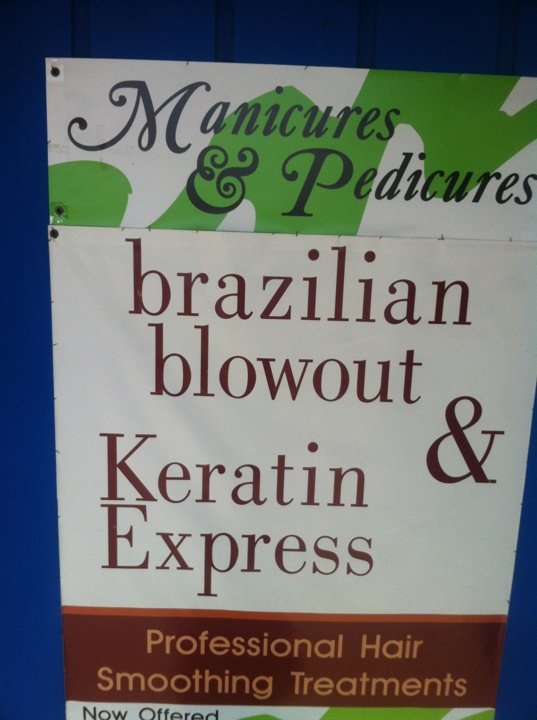 Manicures
& Pedicures
brazilian
blowout
&
Keratin
Express
Professional Hair
Smoothing Treatments
Now Offered